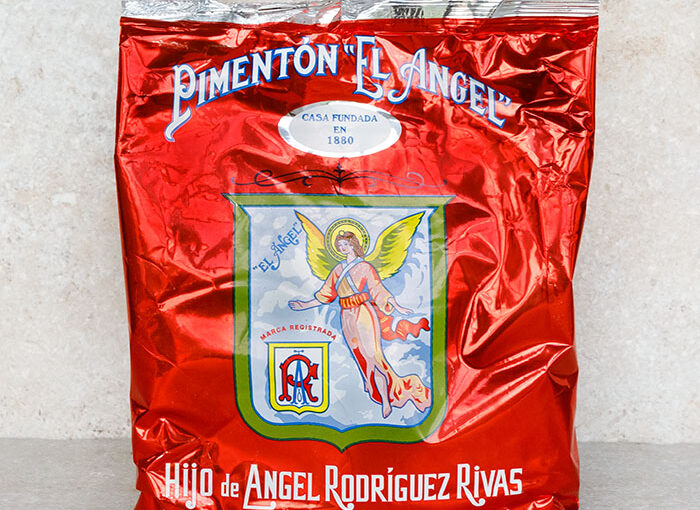 PIMENTÓN "EL ANGEL"
CASA FUNDADA
EN
1880
"EL ANGEL"
MARCA REGISTRADA
Hijo de ANGEL RODRÍGUEZ RIVAS